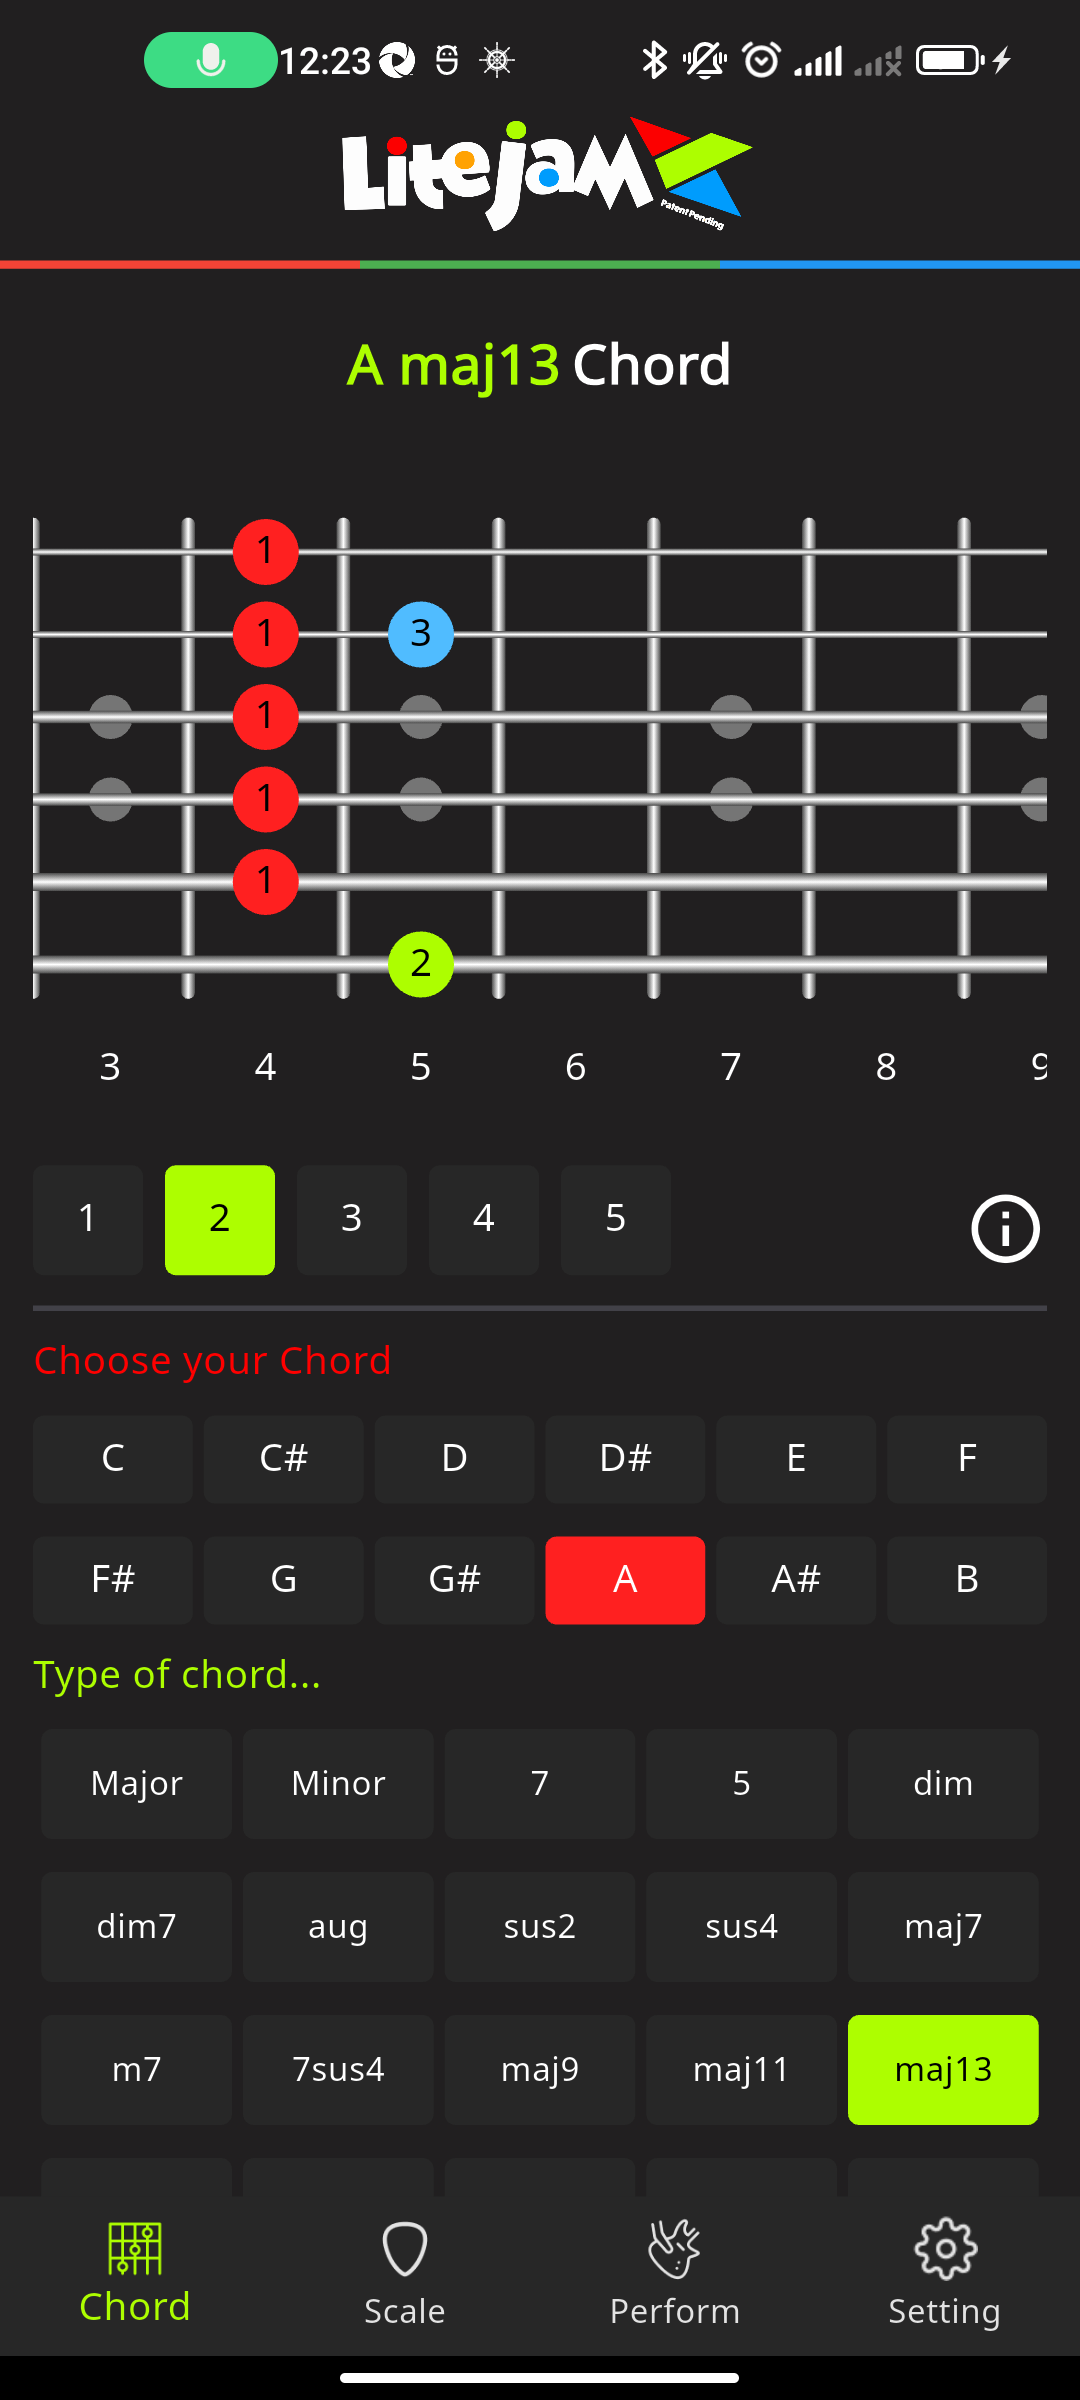 12:23
LiteJam
Patent Pending
A maj13 Chord
1
1 3
1
1
1
2
3 4 5 6 7 8 9
1 2 3 4 5
Choose your Chord
C C# D D# E F
F# G G# A A# B
Type of chord...
Major Minor 7 5 dim
dim7 aug sus2 sus4 maj7
m7 7sus4 maj9 maj11 maj13
Chord Scale Perform Setting